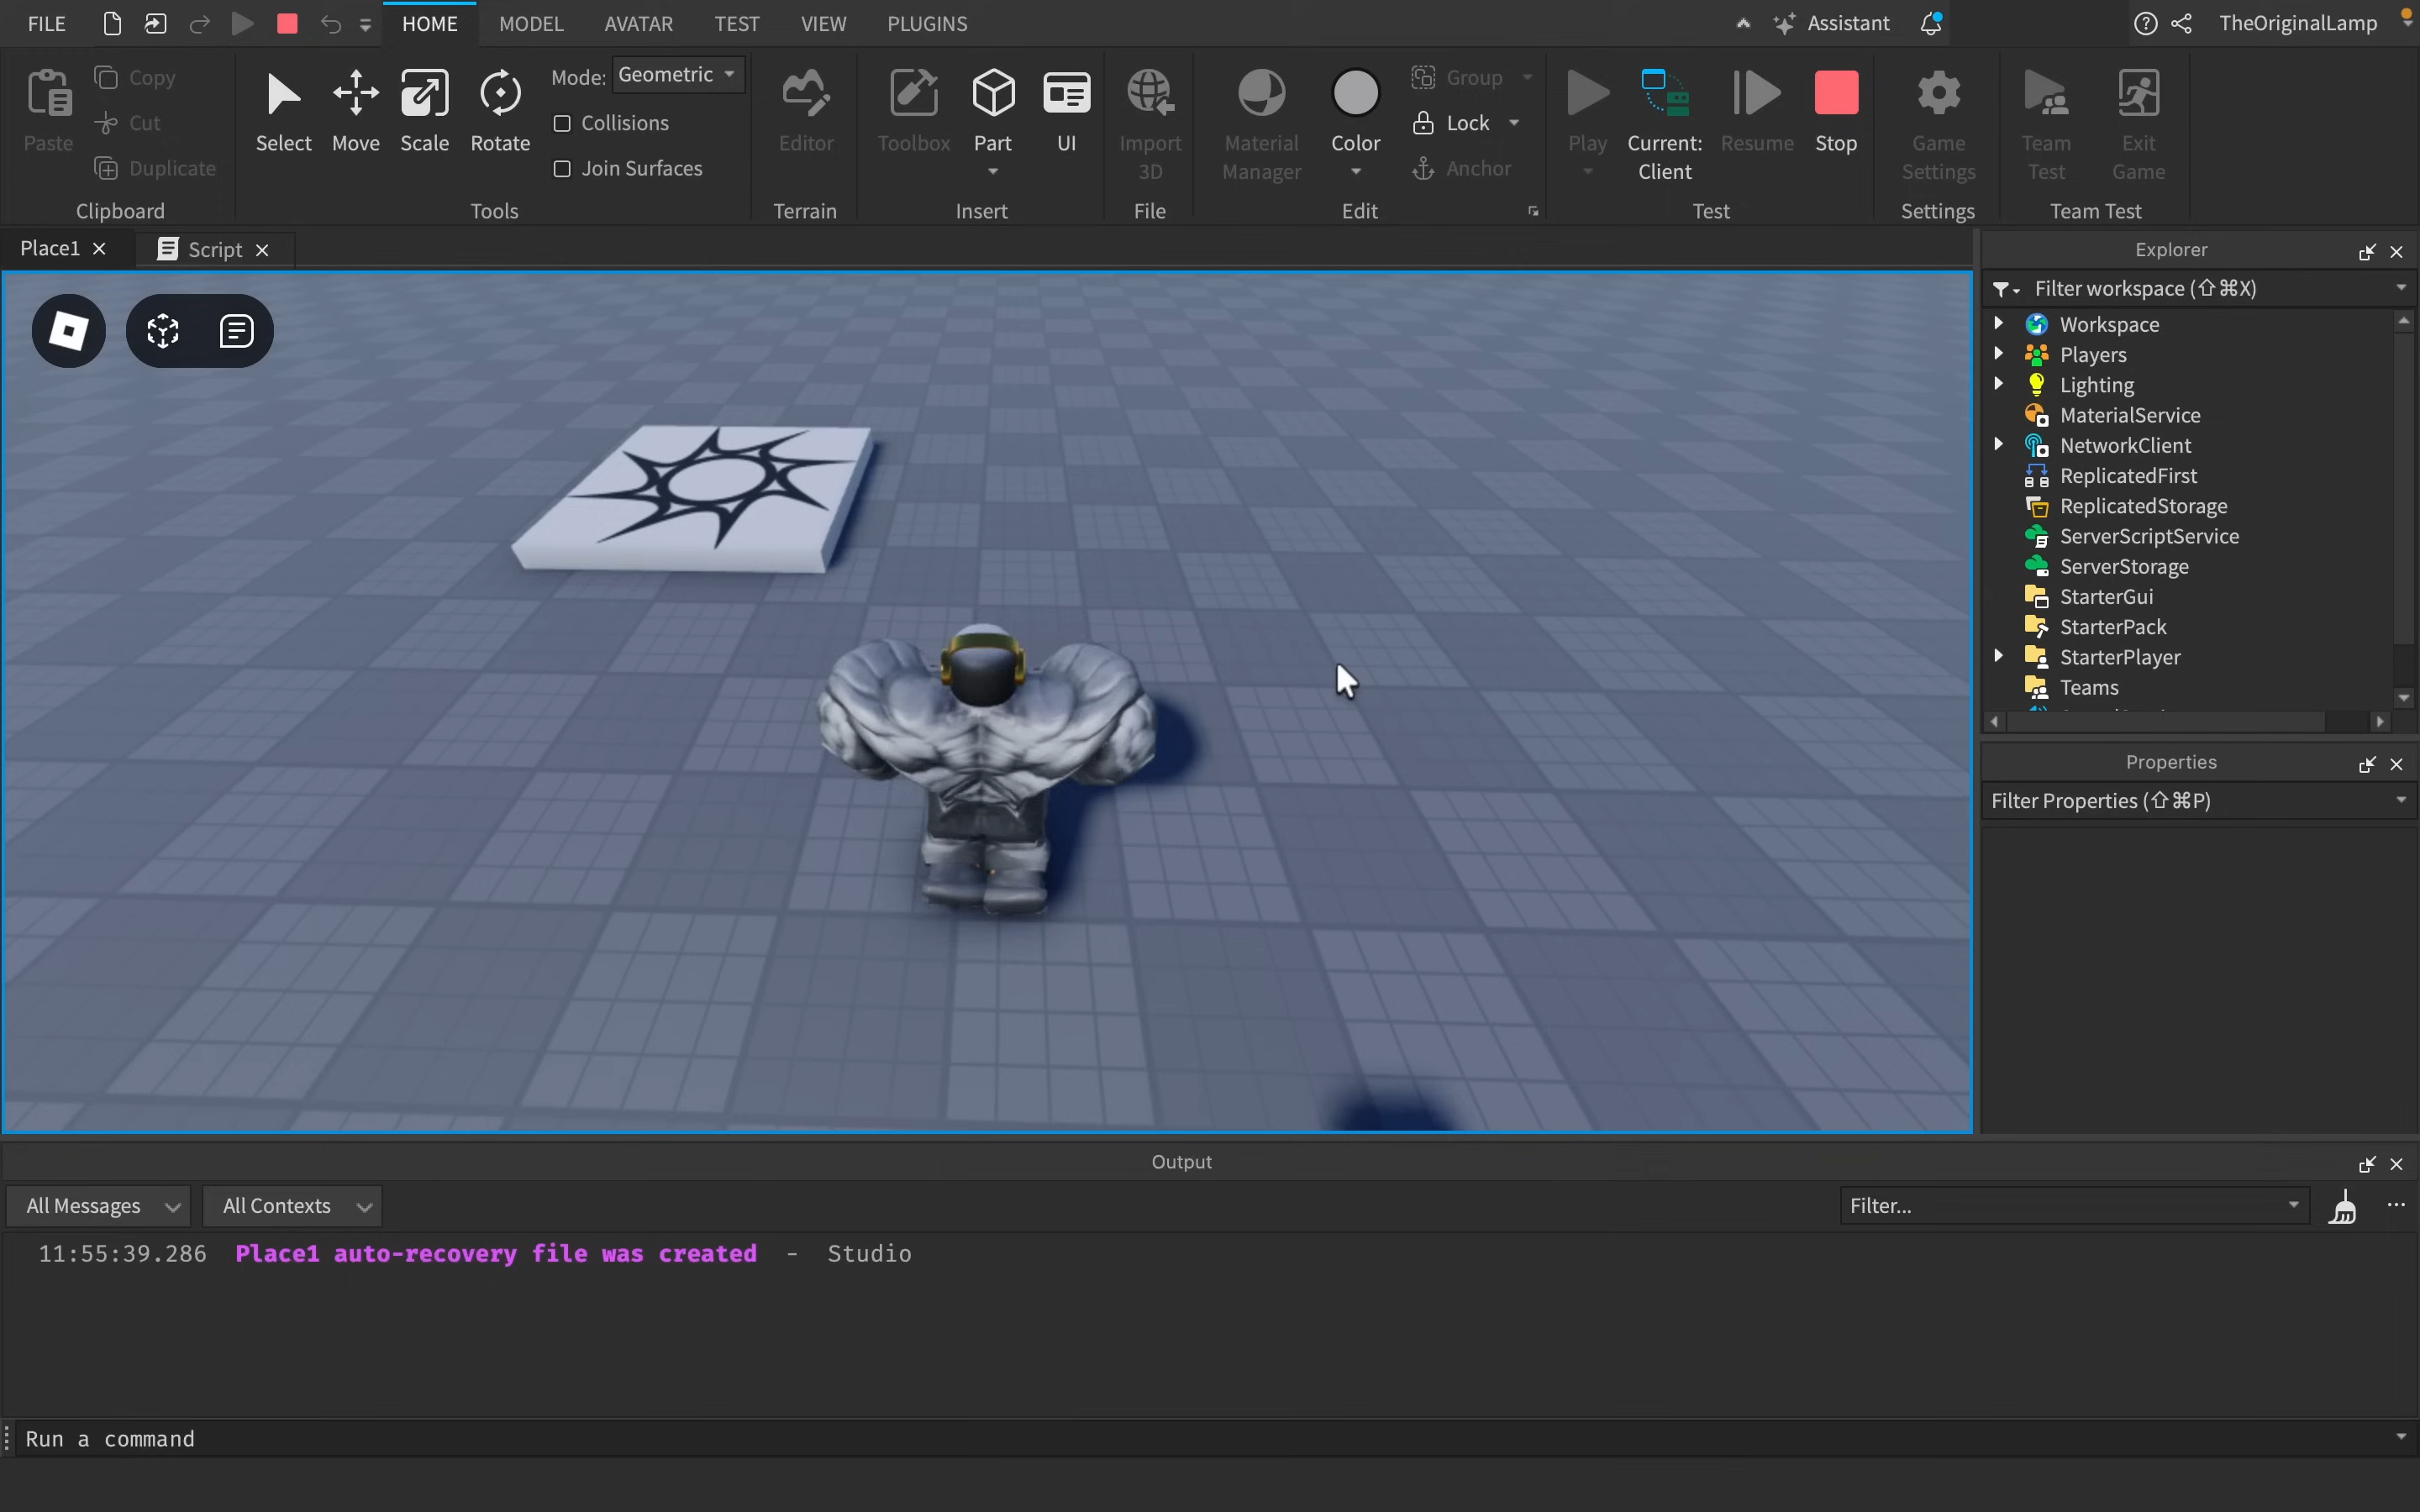 FILE HOME MODEL AVATAR TEST VIEW PLUGINS Assistant TheOriginalLamp
Paste
Copy
Cut
Duplicate
Clipboard
Select Move Scale Rotate
Mode: Geometric
Collisions
Join Surfaces
Tools
Editor
Terrain
Toolbox Part UI
Insert
Import
3D
File
Material
Manager
Color
Group
Lock
Anchor
Edit
Play
Current:
Client
Resume Stop
Test
Game
Settings
Settings
Team
Test
Exit
Game
Team Test
Place1 Script
Explorer
Filter workspace (⇧⌘X)
Workspace
Players
Lighting
MaterialService
NetworkClient
ReplicatedFirst
ReplicatedStorage
ServerScriptService
ServerStorage
StarterGui
StarterPack
StarterPlayer
Teams
Properties
Filter Properties (⇧⌘P)
Output
All Messages All Contexts Filter...
11:55:39.286 Place1 auto-recovery file was created - Studio
Run a command